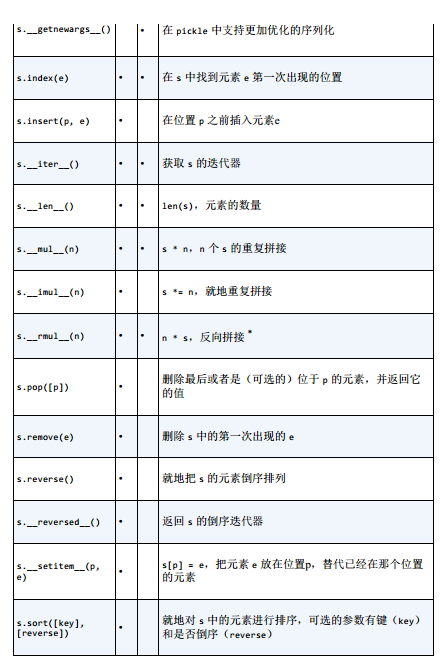 s.__getnewargs__() • 在 pickle 中支持更加优化的序列化
s.index(e) • • 在 s 中找到元素 e 第一次出现的位置
s.insert(p, e) • 在位置 p 之前插入元素e
s.__iter__() • • 获取 s 的迭代器
s.__len__() • • len(s)，元素的数量
s.__mul__(n) • • s * n，n 个 s 的重复拼接
s.__imul__(n) • s *= n，就地重复拼接
s.__rmul__(n) • • n * s，反向拼接*
s.pop([p]) • 删除最后或者是（可选的）位于 p 的元素，并返回它
的值
s.remove(e) • 删除 s 中的第一次出现的 e
s.reverse() • 就地把 s 的元素倒序排列
s.__reversed__() • 返回 s 的倒序迭代器
s.__setitem__(p, • s[p] = e，把元素 e 放在位置p，替代已经在那个位置
e) 的元素
s.sort([key], • 就地对 s 中的元素进行排序，可选的参数有键（key）
[reverse]) 和是否倒序（reverse）